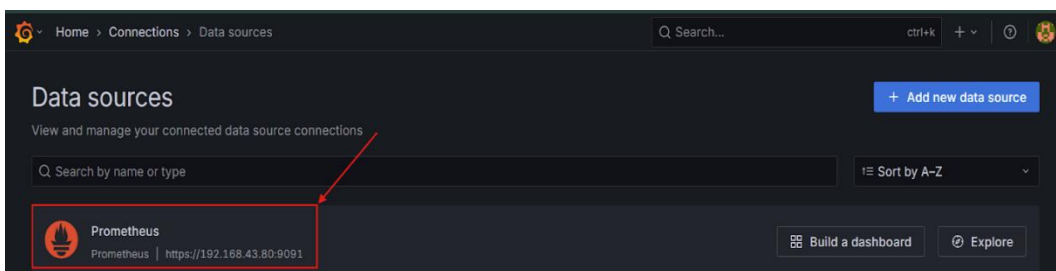 Home > Connections > Data sources
Search...
ctrl+k
Data sources
+ Add new data source
View and manage your connected data source connections
Search by name or type
Sort by A–Z
Prometheus
Prometheus | https://192.168.43.80:9091
Build a dashboard
Explore